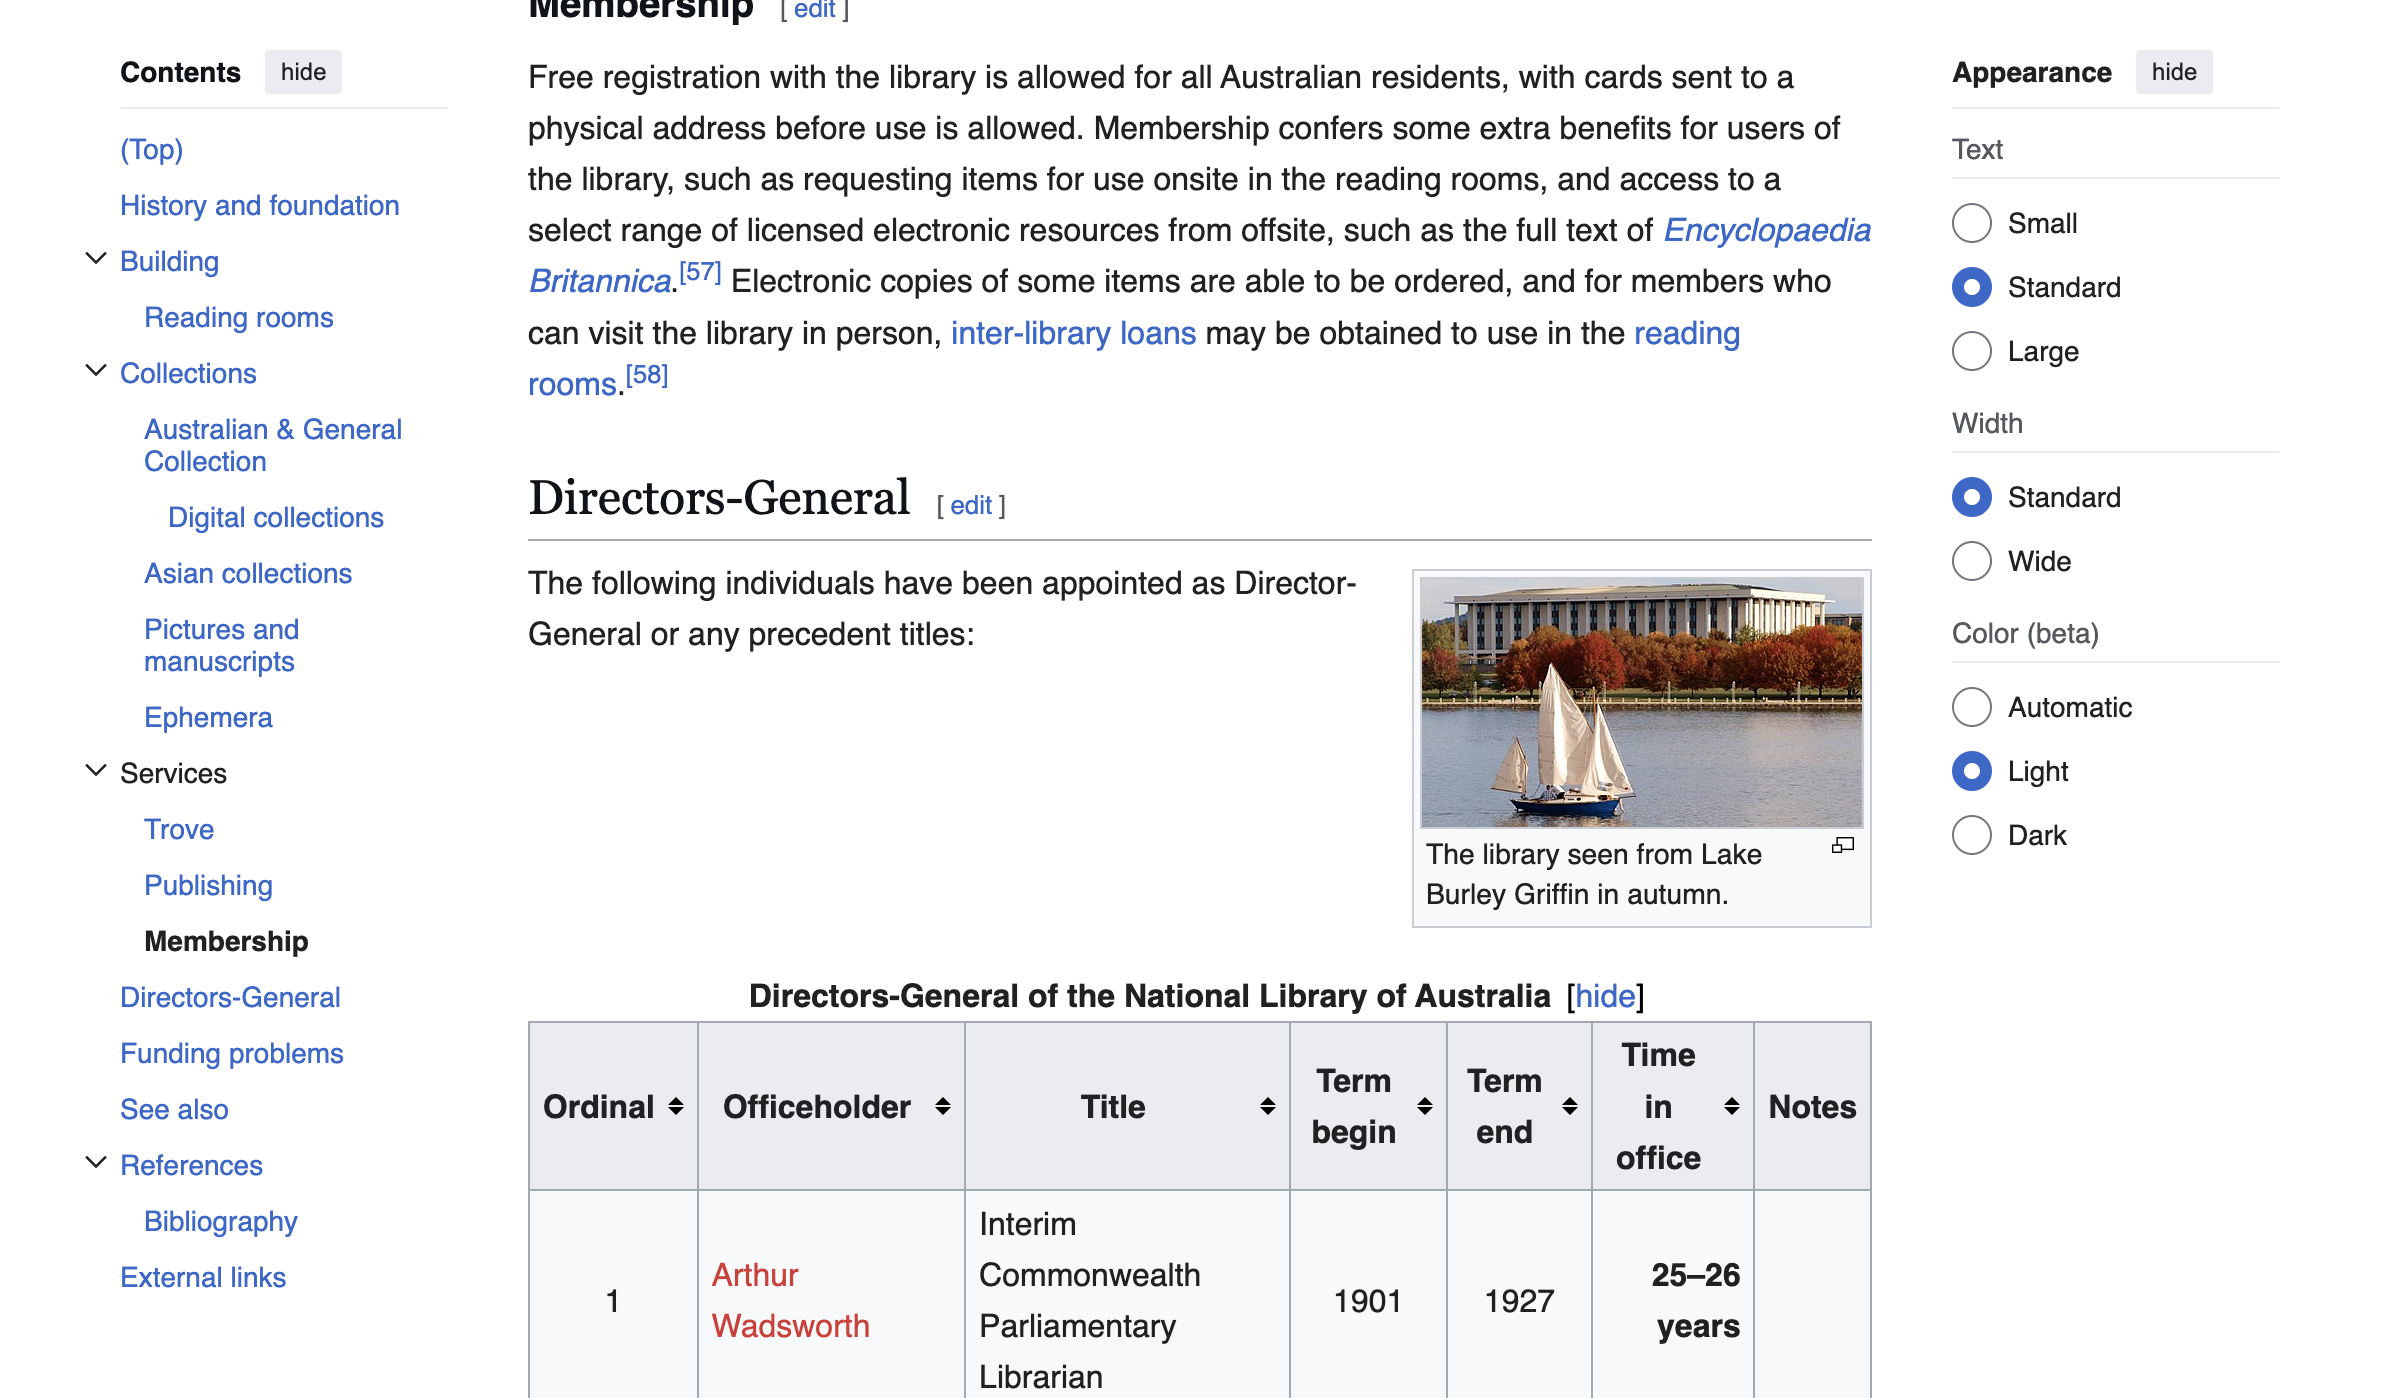 Contents hide
(Top)
History and foundation
Building
Reading rooms
Collections
Australian & General
Collection
Digital collections
Asian collections
Pictures and
manuscripts
Ephemera
Services
Trove
Publishing
Membership
Directors-General
Funding problems
See also
References
Bibliography
External links
Membership [ edit ]
Free registration with the library is allowed for all Australian residents, with cards sent to a
physical address before use is allowed. Membership confers some extra benefits for users of
the library, such as requesting items for use onsite in the reading rooms, and access to a
select range of licensed electronic resources from offsite, such as the full text of Encyclopaedia
Britannica.[57] Electronic copies of some items are able to be ordered, and for members who
can visit the library in person, inter-library loans may be obtained to use in the reading
rooms.[58]
Directors-General [ edit ]
The following individuals have been appointed as Director-
General or any precedent titles:
The library seen from Lake
Burley Griffin in autumn.
Directors-General of the National Library of Australia [hide]
Ordinal
Officeholder
Title
Term
begin
Term
end
Time
in
office
Notes
1
Arthur
Wadsworth
Interim
Commonwealth
Parliamentary
Librarian
1901
1927
25–26
years
Appearance hide
Text
Small
Standard
Large
Width
Standard
Wide
Color (beta)
Automatic
Light
Dark